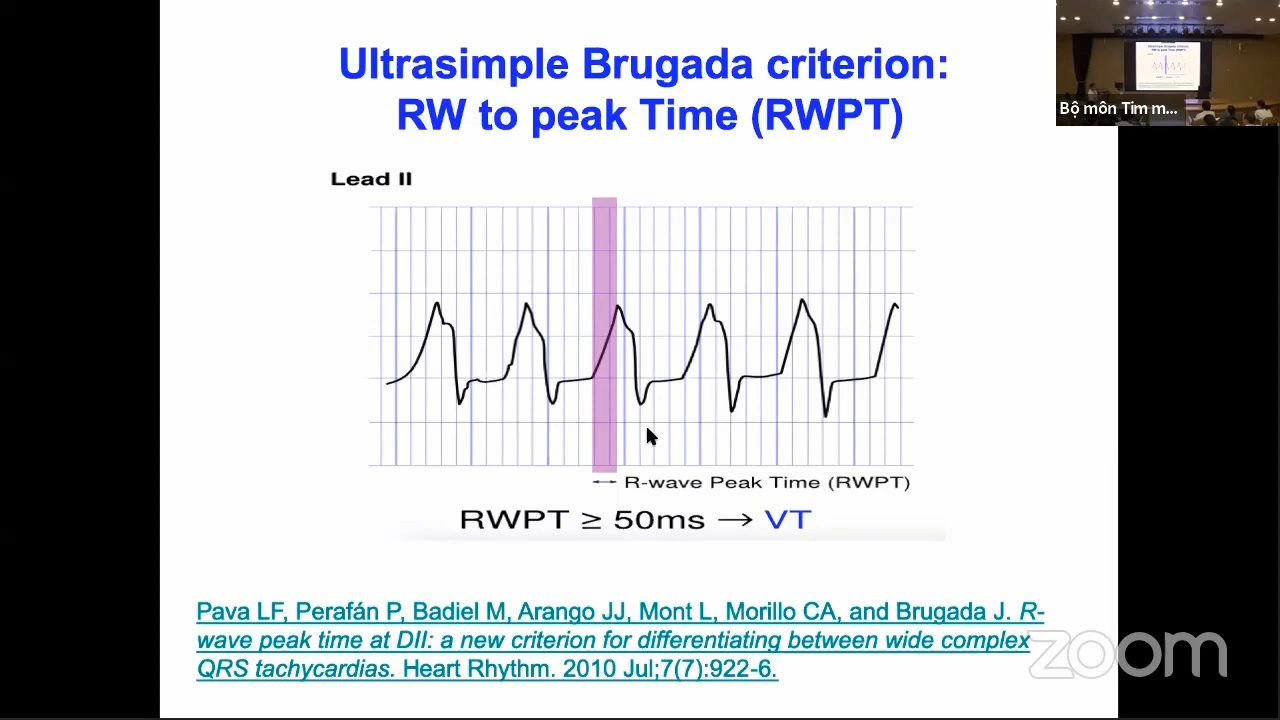 Ultrasimple Brugada criterion:
RW to peak Time (RWPT)
Bộ môn Tim m...
Lead II
R-wave Peak Time (RWPT)
RWPT ≥ 50ms → VT
Pava LF, Perafán P, Badiel M, Arango JJ, Mont L, Morillo CA, and Brugada J. R-
wave peak time at DII: a new criterion for differentiating between wide complex
QRS tachycardias. Heart Rhythm. 2010 Jul;7(7):922-6.
zoom